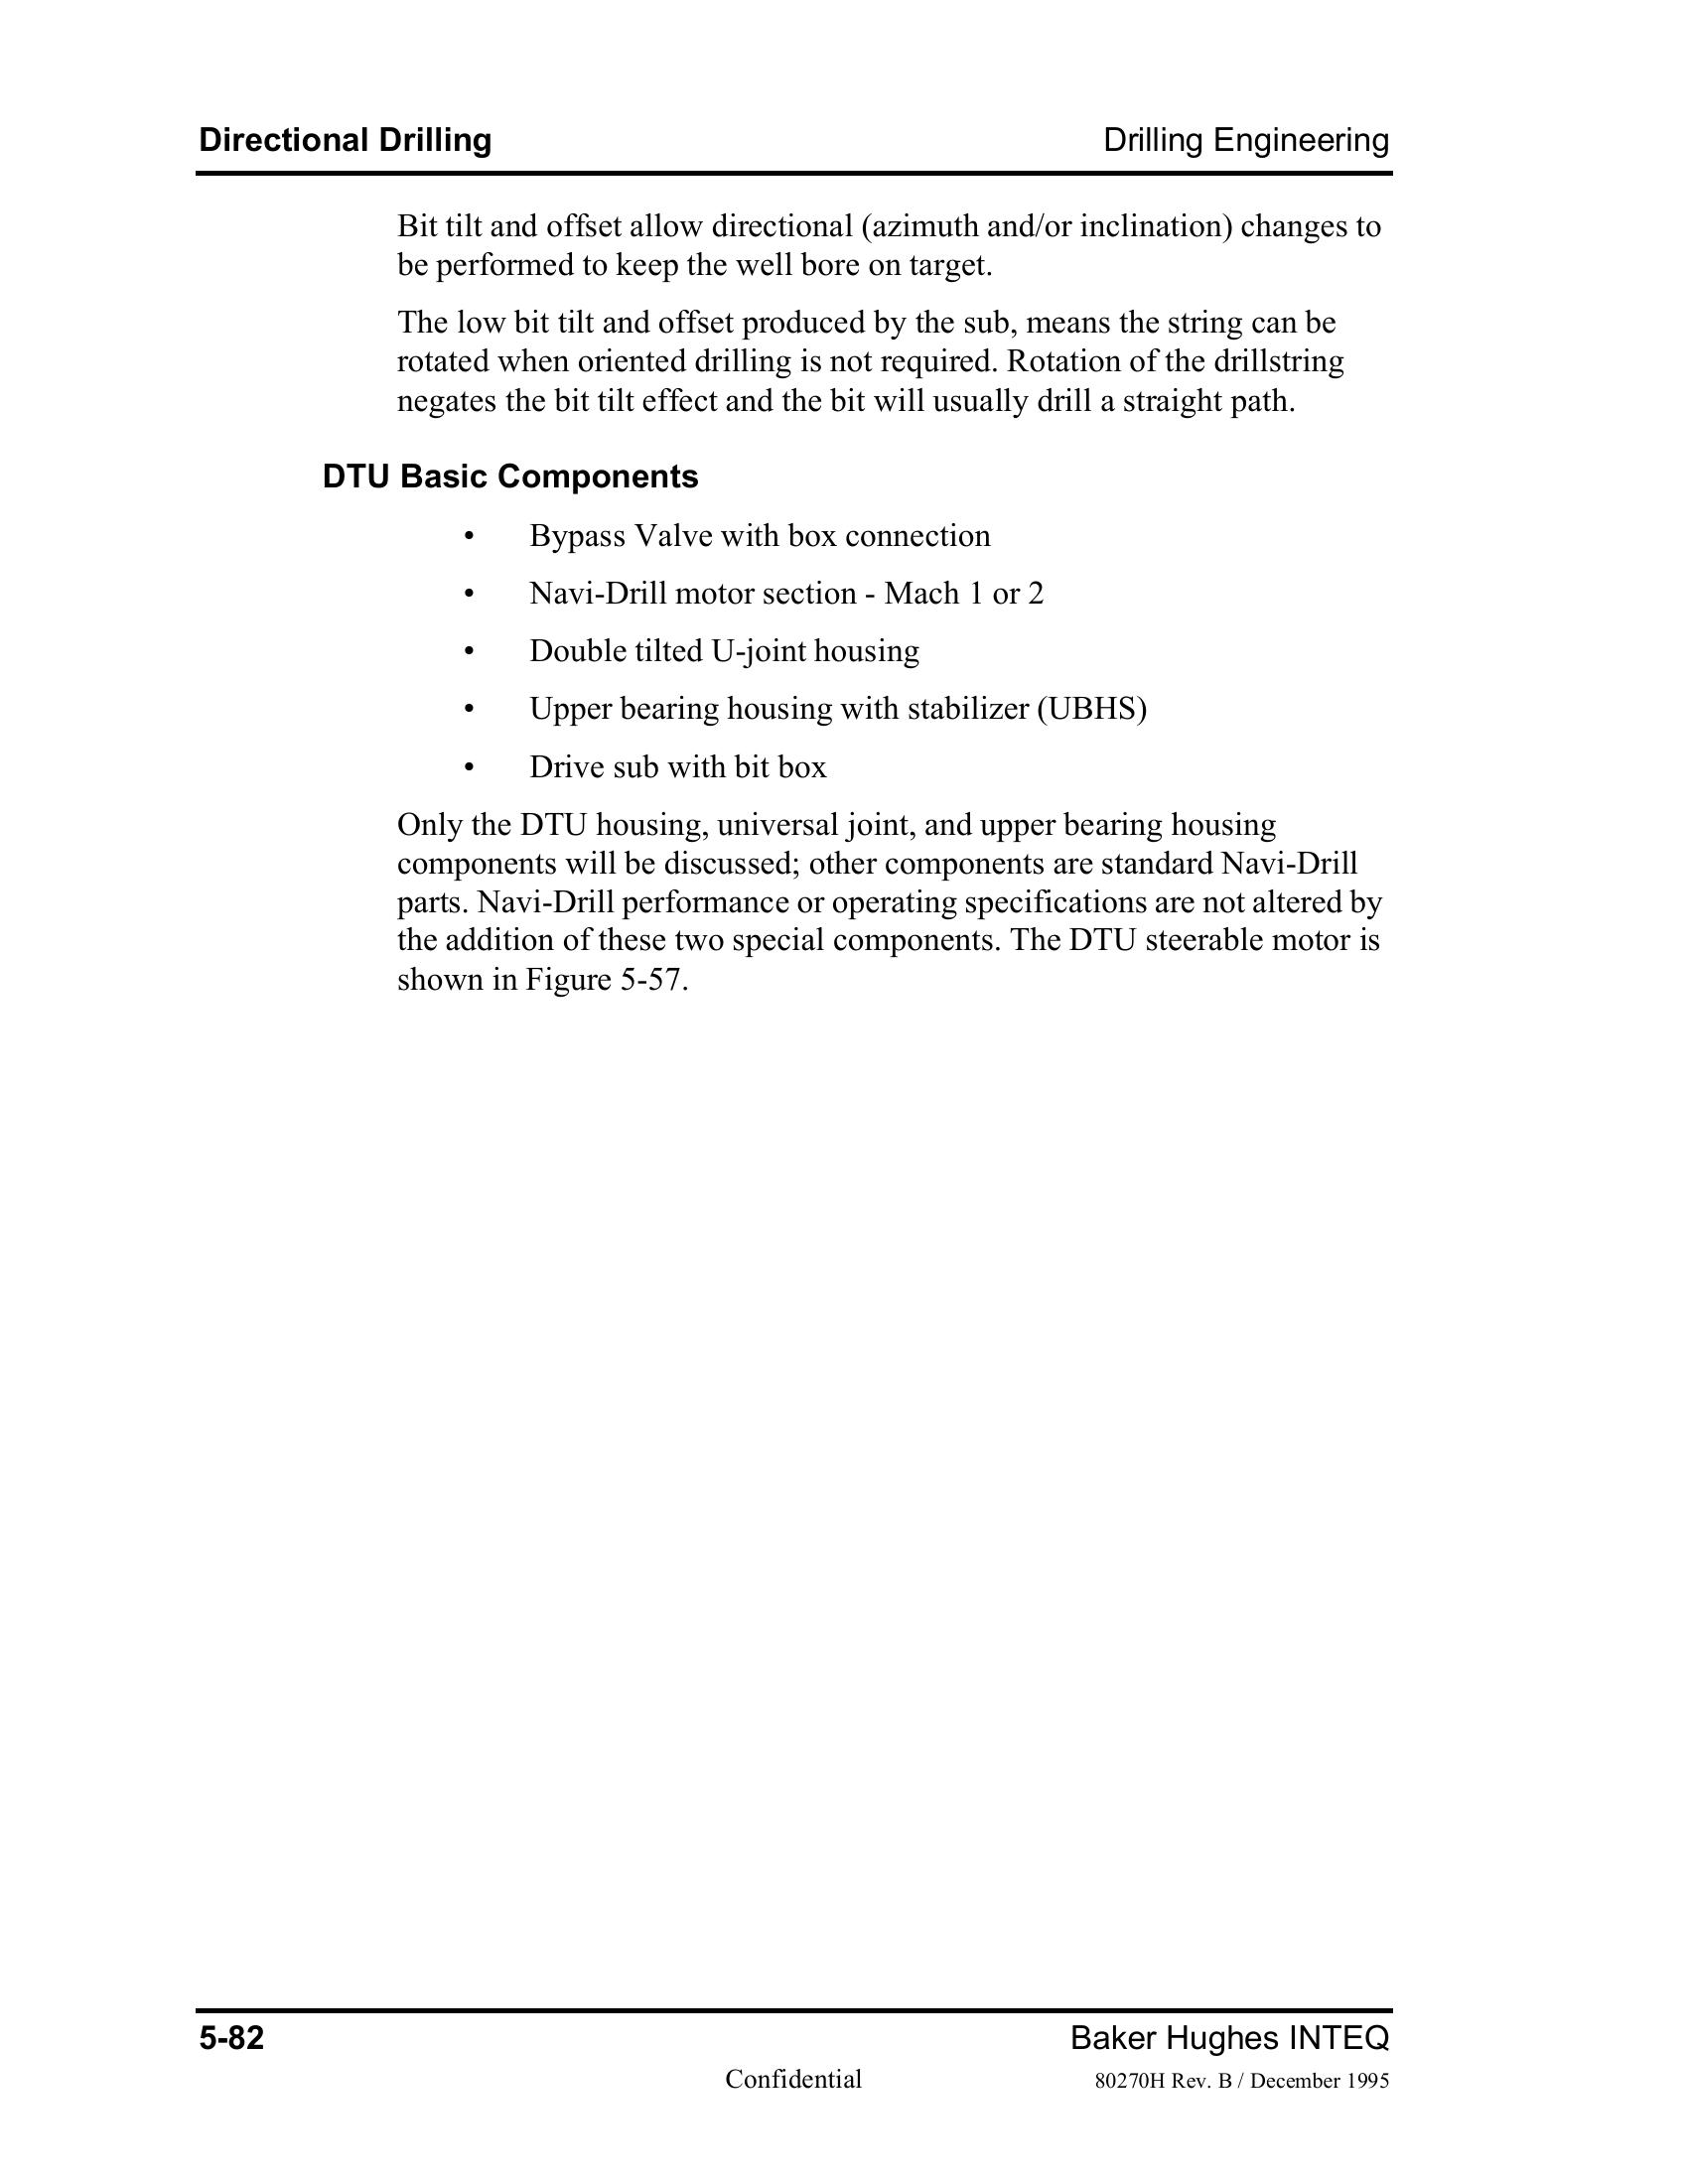 Directional Drilling
Drilling Engineering
Bit tilt and offset allow directional (azimuth and/or inclination) changes to
be performed to keep the well bore on target.
The low bit tilt and offset produced by the sub, means the string can be
rotated when oriented drilling is not required. Rotation of the drillstring
negates the bit tilt effect and the bit will usually drill a straight path.
DTU Basic Components
• Bypass Valve with box connection
• Navi-Drill motor section - Mach 1 or 2
• Double tilted U-joint housing
• Upper bearing housing with stabilizer (UBHS)
• Drive sub with bit box
Only the DTU housing, universal joint, and upper bearing housing
components will be discussed; other components are standard Navi-Drill
parts. Navi-Drill performance or operating specifications are not altered by
the addition of these two special components. The DTU steerable motor is
shown in Figure 5-57.
5-82
Baker Hughes INTEQ
Confidential
80270H Rev. B / December 1995